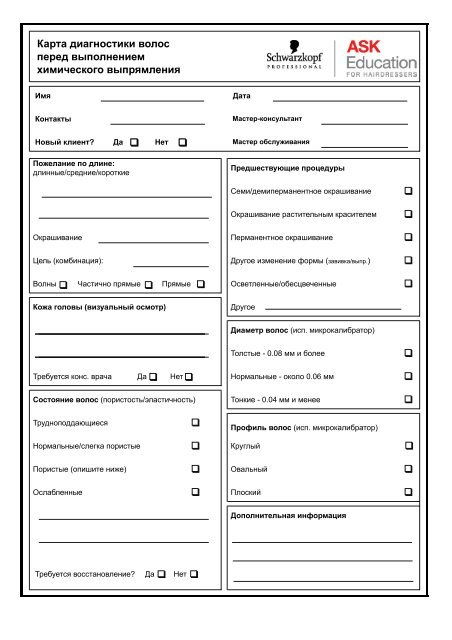 Карта диагностики волос
перед выполнением
химического выпрямления
Schwarzkopf
PROFESSIONAL
ASK
Education
FOR HAIRDRESSERS
Имя
Дата
Контакты
Мастер-консультант
Новый клиент? Да Нет
Мастер обслуживания
Пожелание по длине:
длинные/средние/короткие
Окрашивание
Цель (комбинация):
Волны Частично прямые Прямые
Кожа головы (визуальный осмотр)
Требуется конс. врача Да Нет
Состояние волос (пористость/эластичность)
Трудноподдающиеся
Нормальные/слегка пористые
Пористые (опишите ниже)
Ослабленные
Требуется восстановление? Да Нет
Предшествующие процедуры
Семи/демиперманентное окрашивание
Окрашивание растительным красителем
Перманентное окрашивание
Другое изменение формы (завивка/выпр.)
Осветленные/обесцвеченные
Другое
Диаметр волос (исп. микрокалибратор)
Толстые - 0.08 мм и более
Нормальные - около 0.06 мм
Тонкие - 0.04 мм и менее
Профиль волос (исп. микрокалибратор)
Круглый
Овальный
Плоский
Дополнительная информация